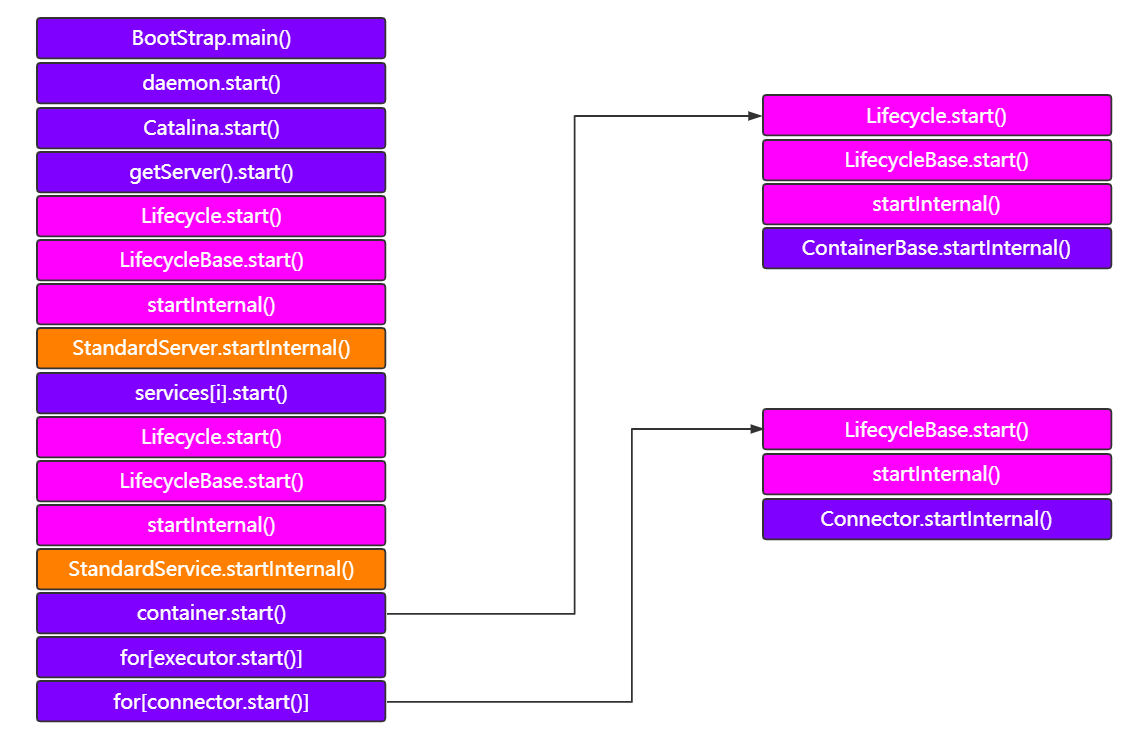 BootStrap.main()
daemon.start()
Catalina.start()
getServer().start()
Lifecycle.start()
LifecycleBase.start()
startInternal()
StandardServer.startInternal()
services[i].start()
Lifecycle.start()
LifecycleBase.start()
startInternal()
StandardService.startInternal()
container.start()
for[executor.start()]
for[connector.start()]
Lifecycle.start()
LifecycleBase.start()
startInternal()
ContainerBase.startInternal()
LifecycleBase.start()
startInternal()
Connector.startInternal()